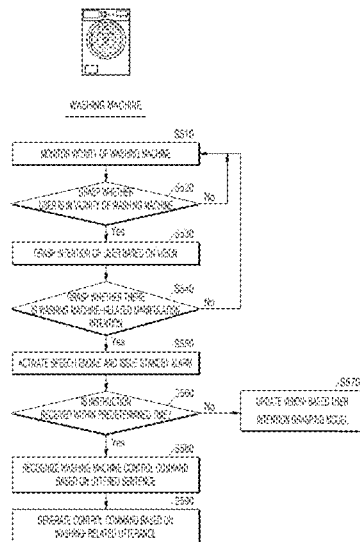 WASHING MACHINE
S510
MONITOR VICINITY OF WASHING MACHINE
S520
GRASP WHETHER
USER IS IN VICINITY OF WASHING MACHINE
No
Yes
S530
GRASP INTENTION OF USER BASED ON VISION
S540
GRASP WHETHER THERE
IS WASHING MACHINE-RELATED
INTENTION
No
Yes
S550
ACTIVATE SPEECH ENGINE AND ISSUE STANDBY ALARM
S560
IS INSTRUCTION
RECEIVED WITHIN PREDETERMINED TIME?
No
S570
UPDATE VISION-BASED USER
INTENTION GRASPING MODEL
Yes
S580
RECOGNIZE WASHING MACHINE CONTROL COMMAND
BASED ON UTTERED SENTENCE
S590
GENERATE CONTROL COMMAND BASED ON
WASHING-RELATED UTTERANCE